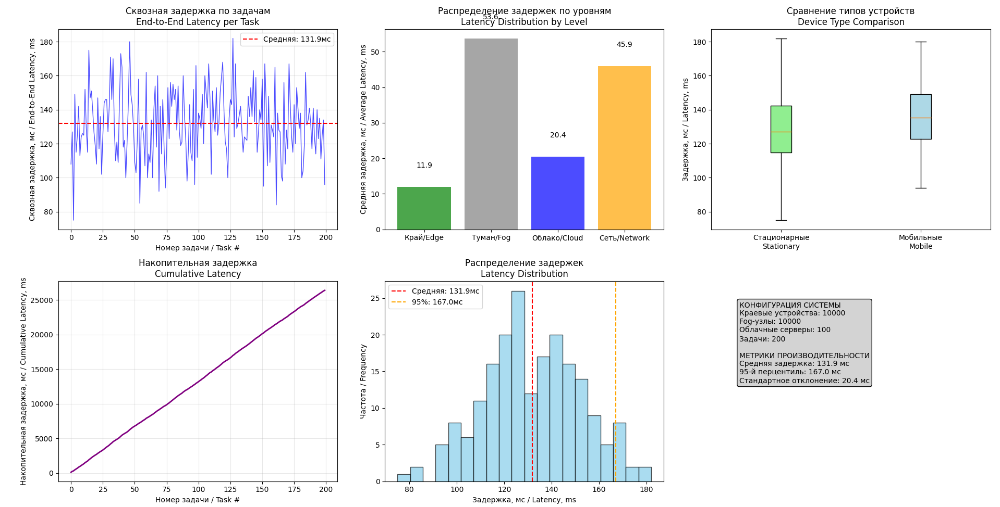 Сквозная задержка по задачам
End-to-End Latency per Task
Сквозная задержка, мс / End-to-End Latency, ms
180
160
140
120
100
80
Средняя: 131.9мс
0 25 50 75 100 125 150 175 200
Номер задачи / Task #
Распределение задержек по уровням
Latency Distribution by Level
Средняя задержка, мс / Average Latency, ms
50
40
30
20
10
0
11.9
53.6
20.4
45.9
Край/Edge Туман/Fog Облако/Cloud Сеть/Network
Сравнение типов устройств
Device Type Comparison
Задержка, мс / Latency, ms
180
160
140
120
100
80
Стационарные
Stationary
Мобильные
Mobile
Накопительная задержка
Cumulative Latency
Накопительная задержка, мс / Cumulative Latency, ms
25000
20000
15000
10000
5000
0
0 25 50 75 100 125 150 175 200
Номер задачи / Task #
Распределение задержек
Latency Distribution
Частота / Frequency
25
20
15
10
5
0
Средняя: 131.9мс
95%: 167.0мс
80 100 120 140 160 180
Задержка, мс / Latency, ms
КОНФИГУРАЦИЯ СИСТЕМЫ
Краевые устройства: 10000
Fog-узлы: 10000
Облачные серверы: 100
Задачи: 200
МЕТРИКИ ПРОИЗВОДИТЕЛЬНОСТИ
Средняя задержка: 131.9 мс
95-й перцентиль: 167.0 мс
Стандартное отклонение: 20.4 мс